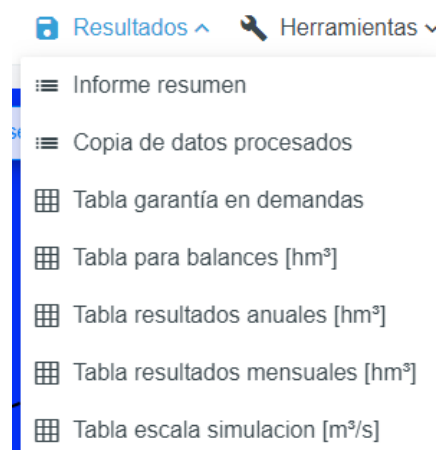 Resultados Herramientas
Informe resumen
Copia de datos procesados
Tabla garantía en demandas
Tabla para balances [hm³]
Tabla resultados anuales [hm³]
Tabla resultados mensuales [hm³]
Tabla escala simulacion [m³/s]